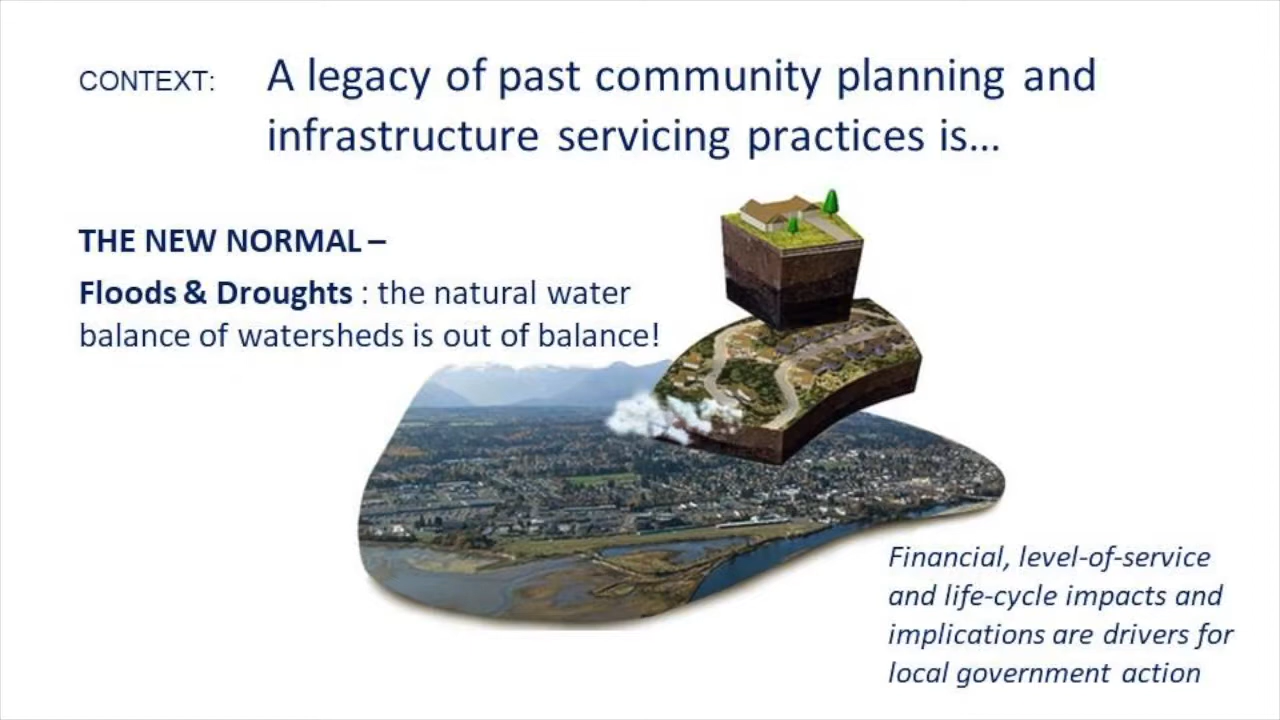 CONTEXT: A legacy of past community planning and
infrastructure servicing practices is...
THE NEW NORMAL –
Floods & Droughts : the natural water
balance of watersheds is out of balance!
Financial, level-of-service
and life-cycle impacts and
implications are drivers for
local government action